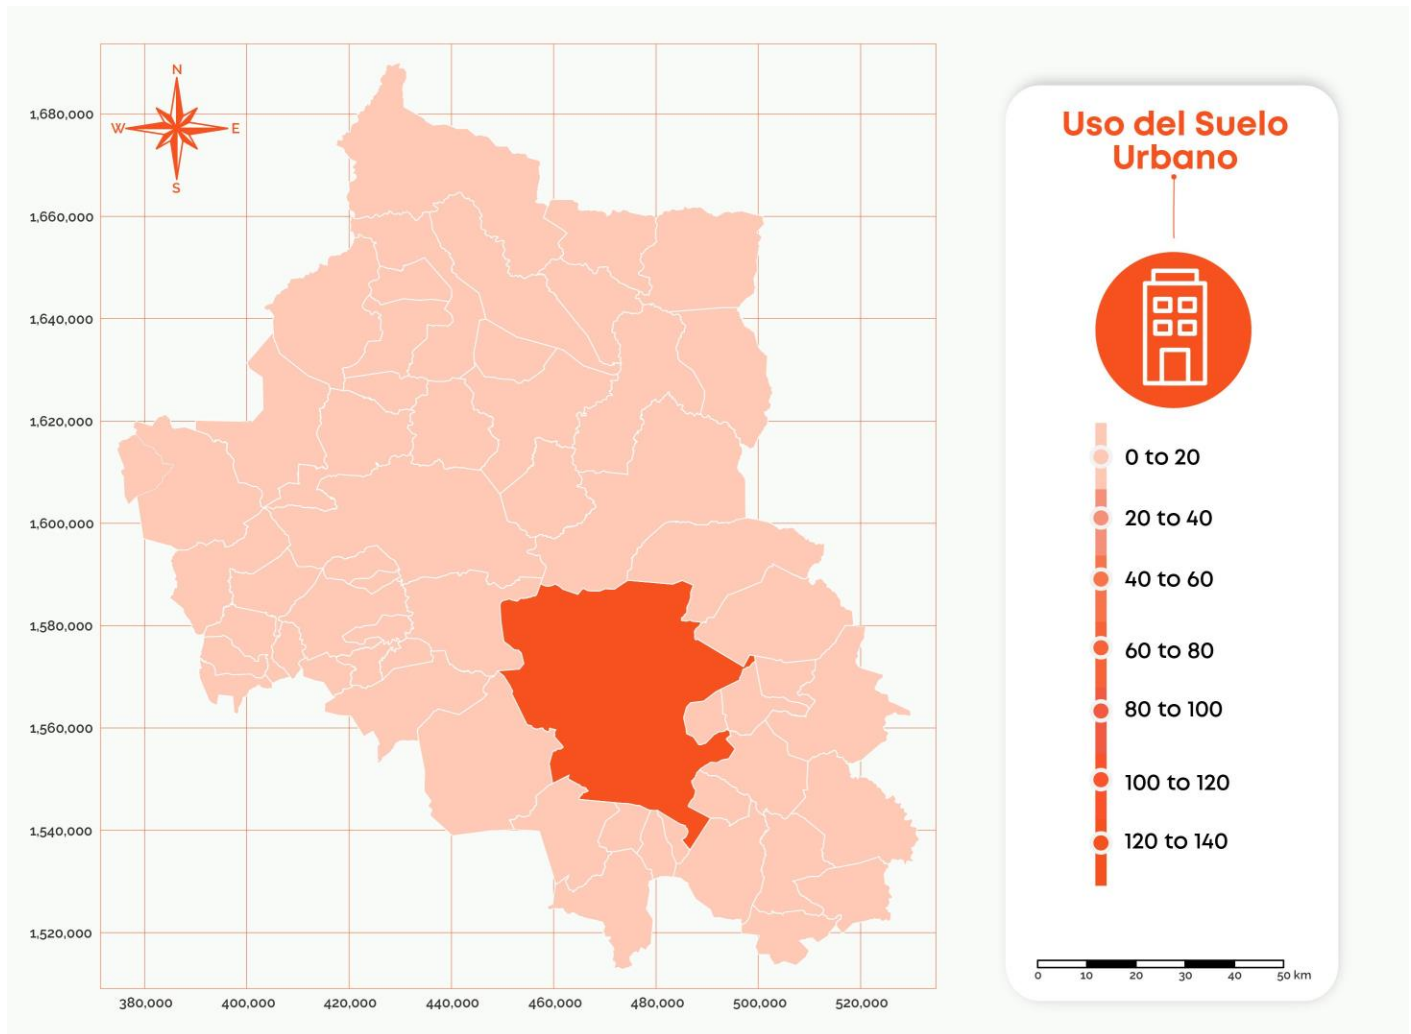 N
W E
S
1,680,000
1,660,000
1,640,000
1,620,000
1,600,000
1,580,000
1,560,000
1,540,000
1,520,000
380,000 400,000 420,000 440,000 460,000 480,000 500,000 520,000
Uso del Suelo
Urbano
0 to 20
20 to 40
40 to 60
60 to 80
80 to 100
100 to 120
120 to 140
0 10 20 30 40 50 km